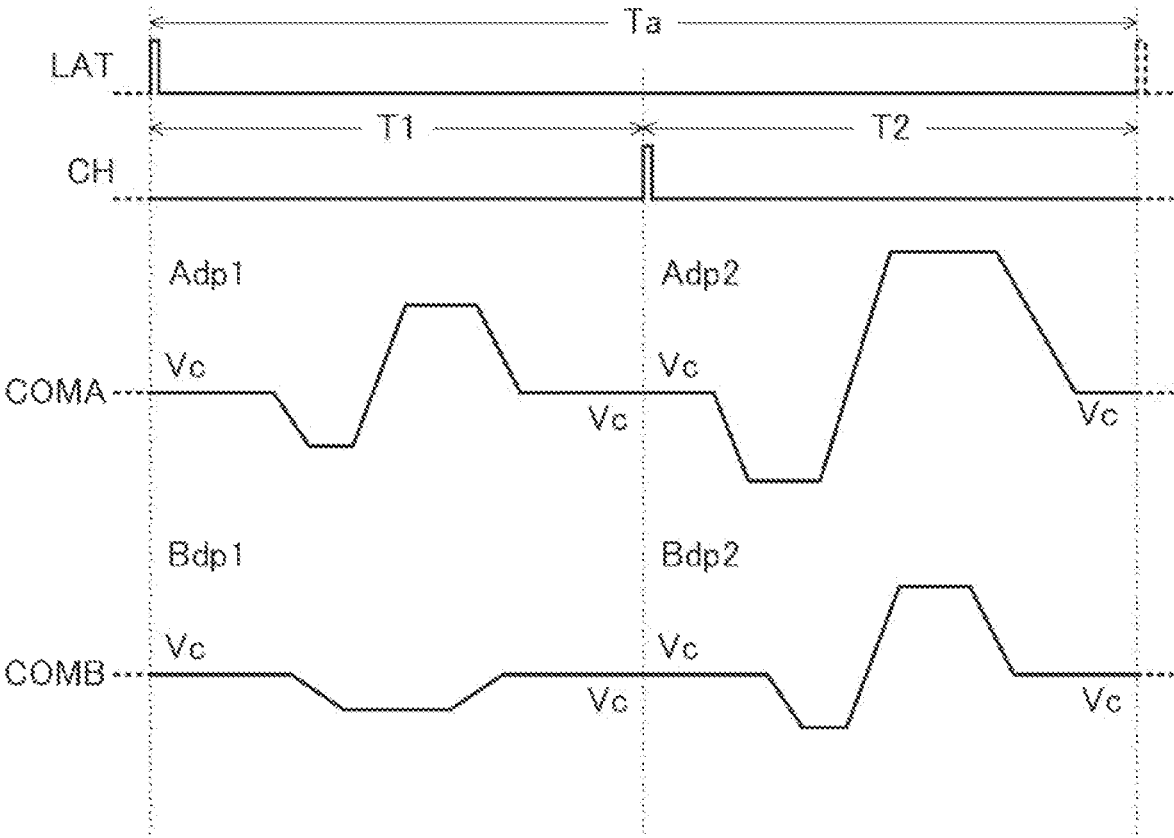 Ta
LAT
T1 T2
CH
Adp1 Adp2
Vc Vc
COMA
Vc Vc
Bdp1 Bdp2
Vc Vc
COMB
Vc Vc